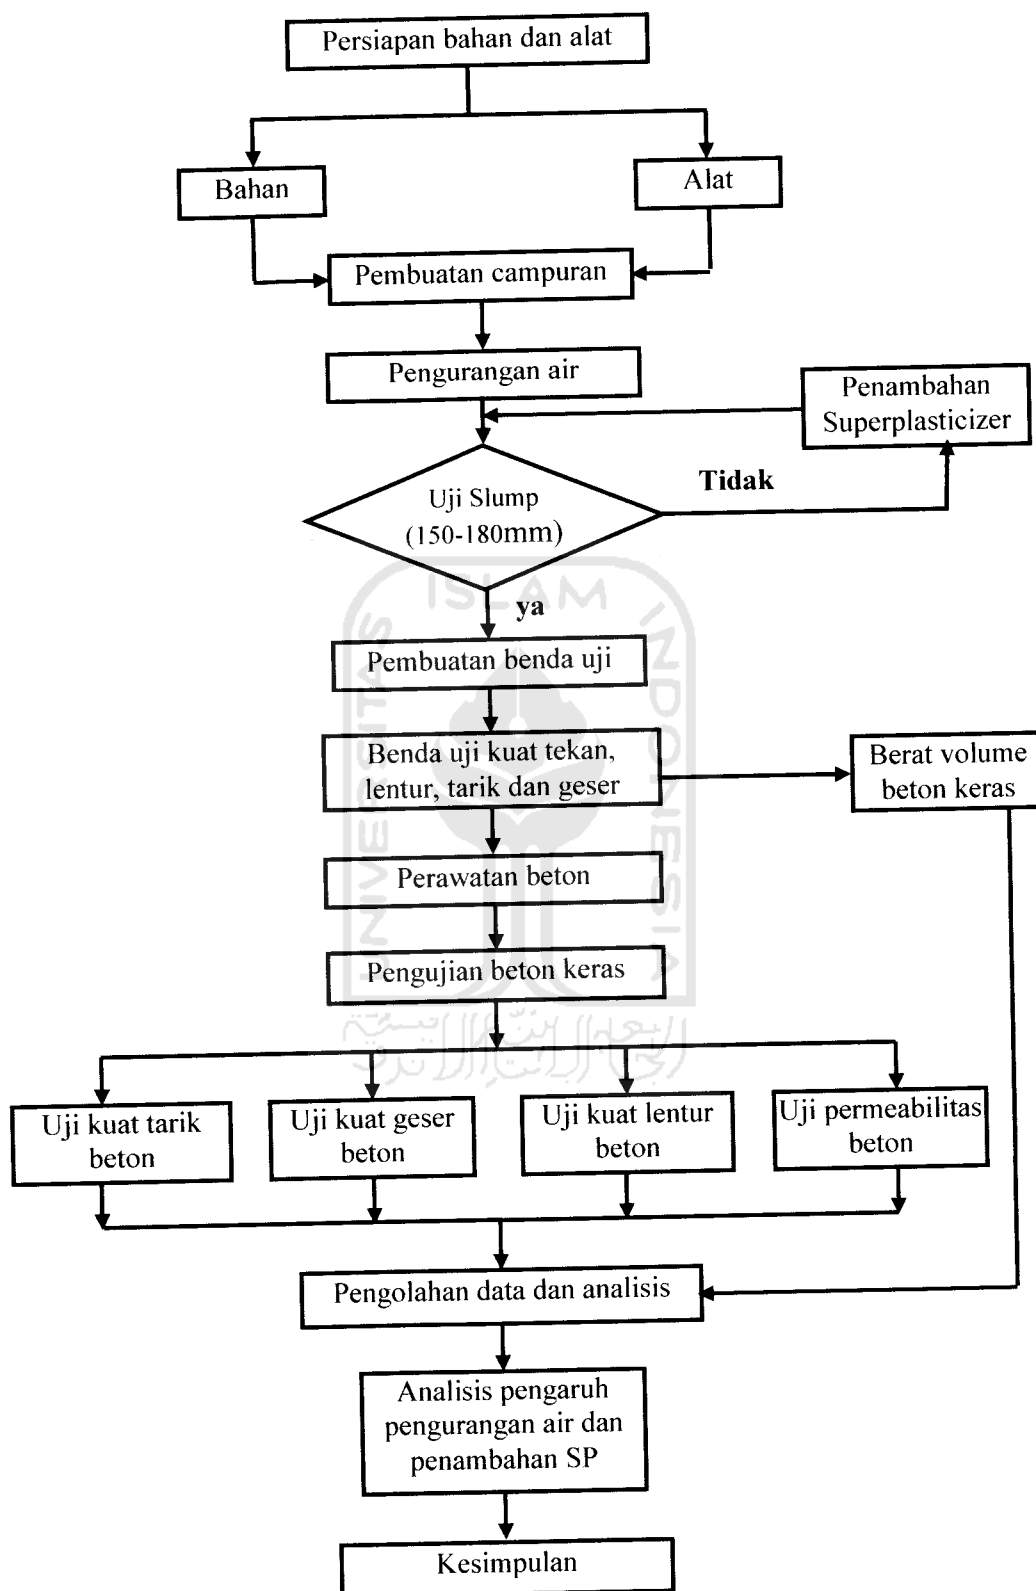 Persiapan bahan dan alat
Bahan
Alat
Pembuatan campuran
Pengurangan air
Penambahan
Superplasticizer
Uji Slump
(150-180mm)
Tidak
ya
ISLAM
UNIVERSITAS
INDONESIA
Pembuatan benda uji
Benda uji kuat tekan,
lentur, tarik dan geser
Berat volume
beton keras
Perawatan beton
Pengujian beton keras
Uji kuat tarik
beton
Uji kuat geser
beton
Uji kuat lentur
beton
Uji permeabilitas
beton
Pengolahan data dan analisis
Analisis pengaruh
pengurangan air dan
penambahan SP
Kesimpulan